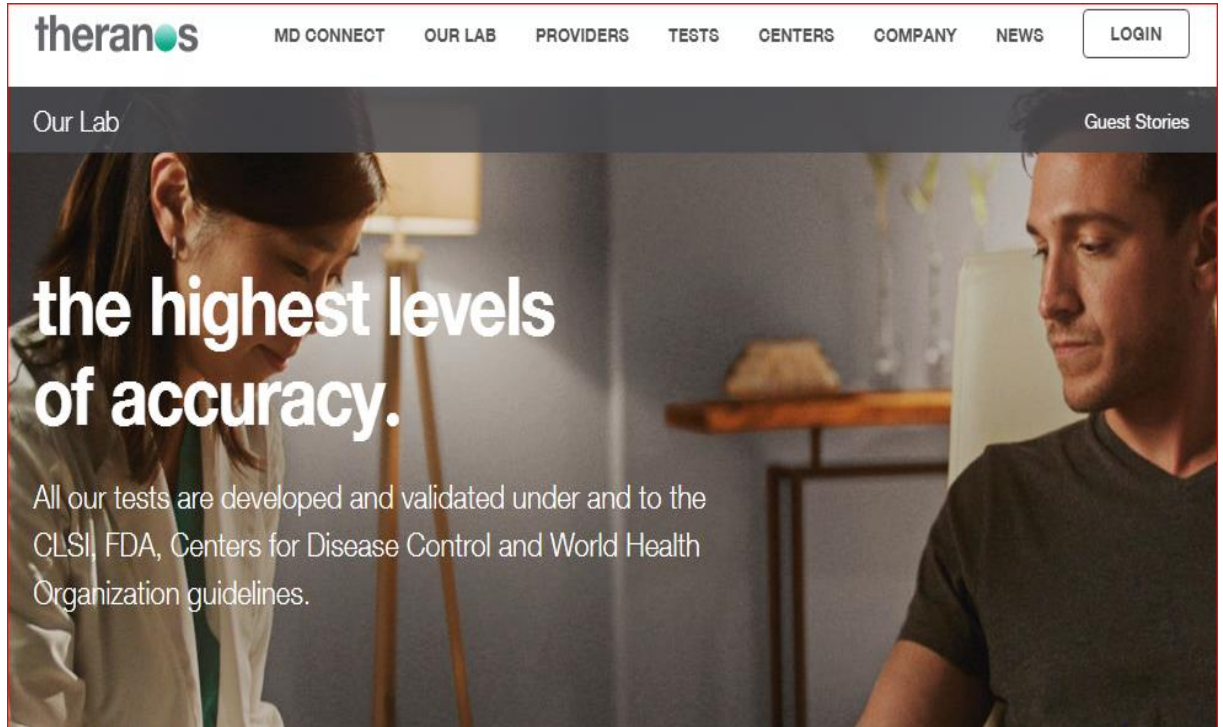 theranos
MD CONNECT OUR LAB PROVIDERS TESTS CENTERS COMPANY NEWS LOGIN
Our Lab Guest Stories
the highest levels
of accuracy.
All our tests are developed and validated under and to the
CLSI, FDA, Centers for Disease Control and World Health
Organization guidelines.